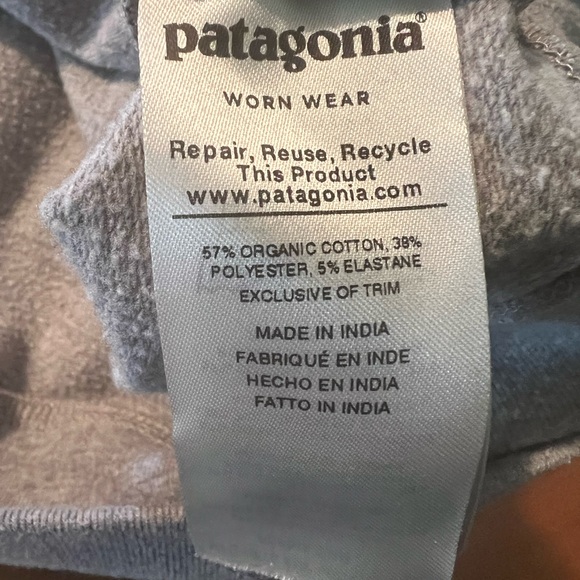 patagonia®
WORN WEAR
Repair, Reuse, Recycle
This Product
www.patagonia.com
57% ORGANIC COTTON, 38%
POLYESTER, 5% ELASTANE
EXCLUSIVE OF TRIM
MADE IN INDIA
FABRIQUÉ EN INDE
HECHO EN INDIA
FATTO IN INDIA